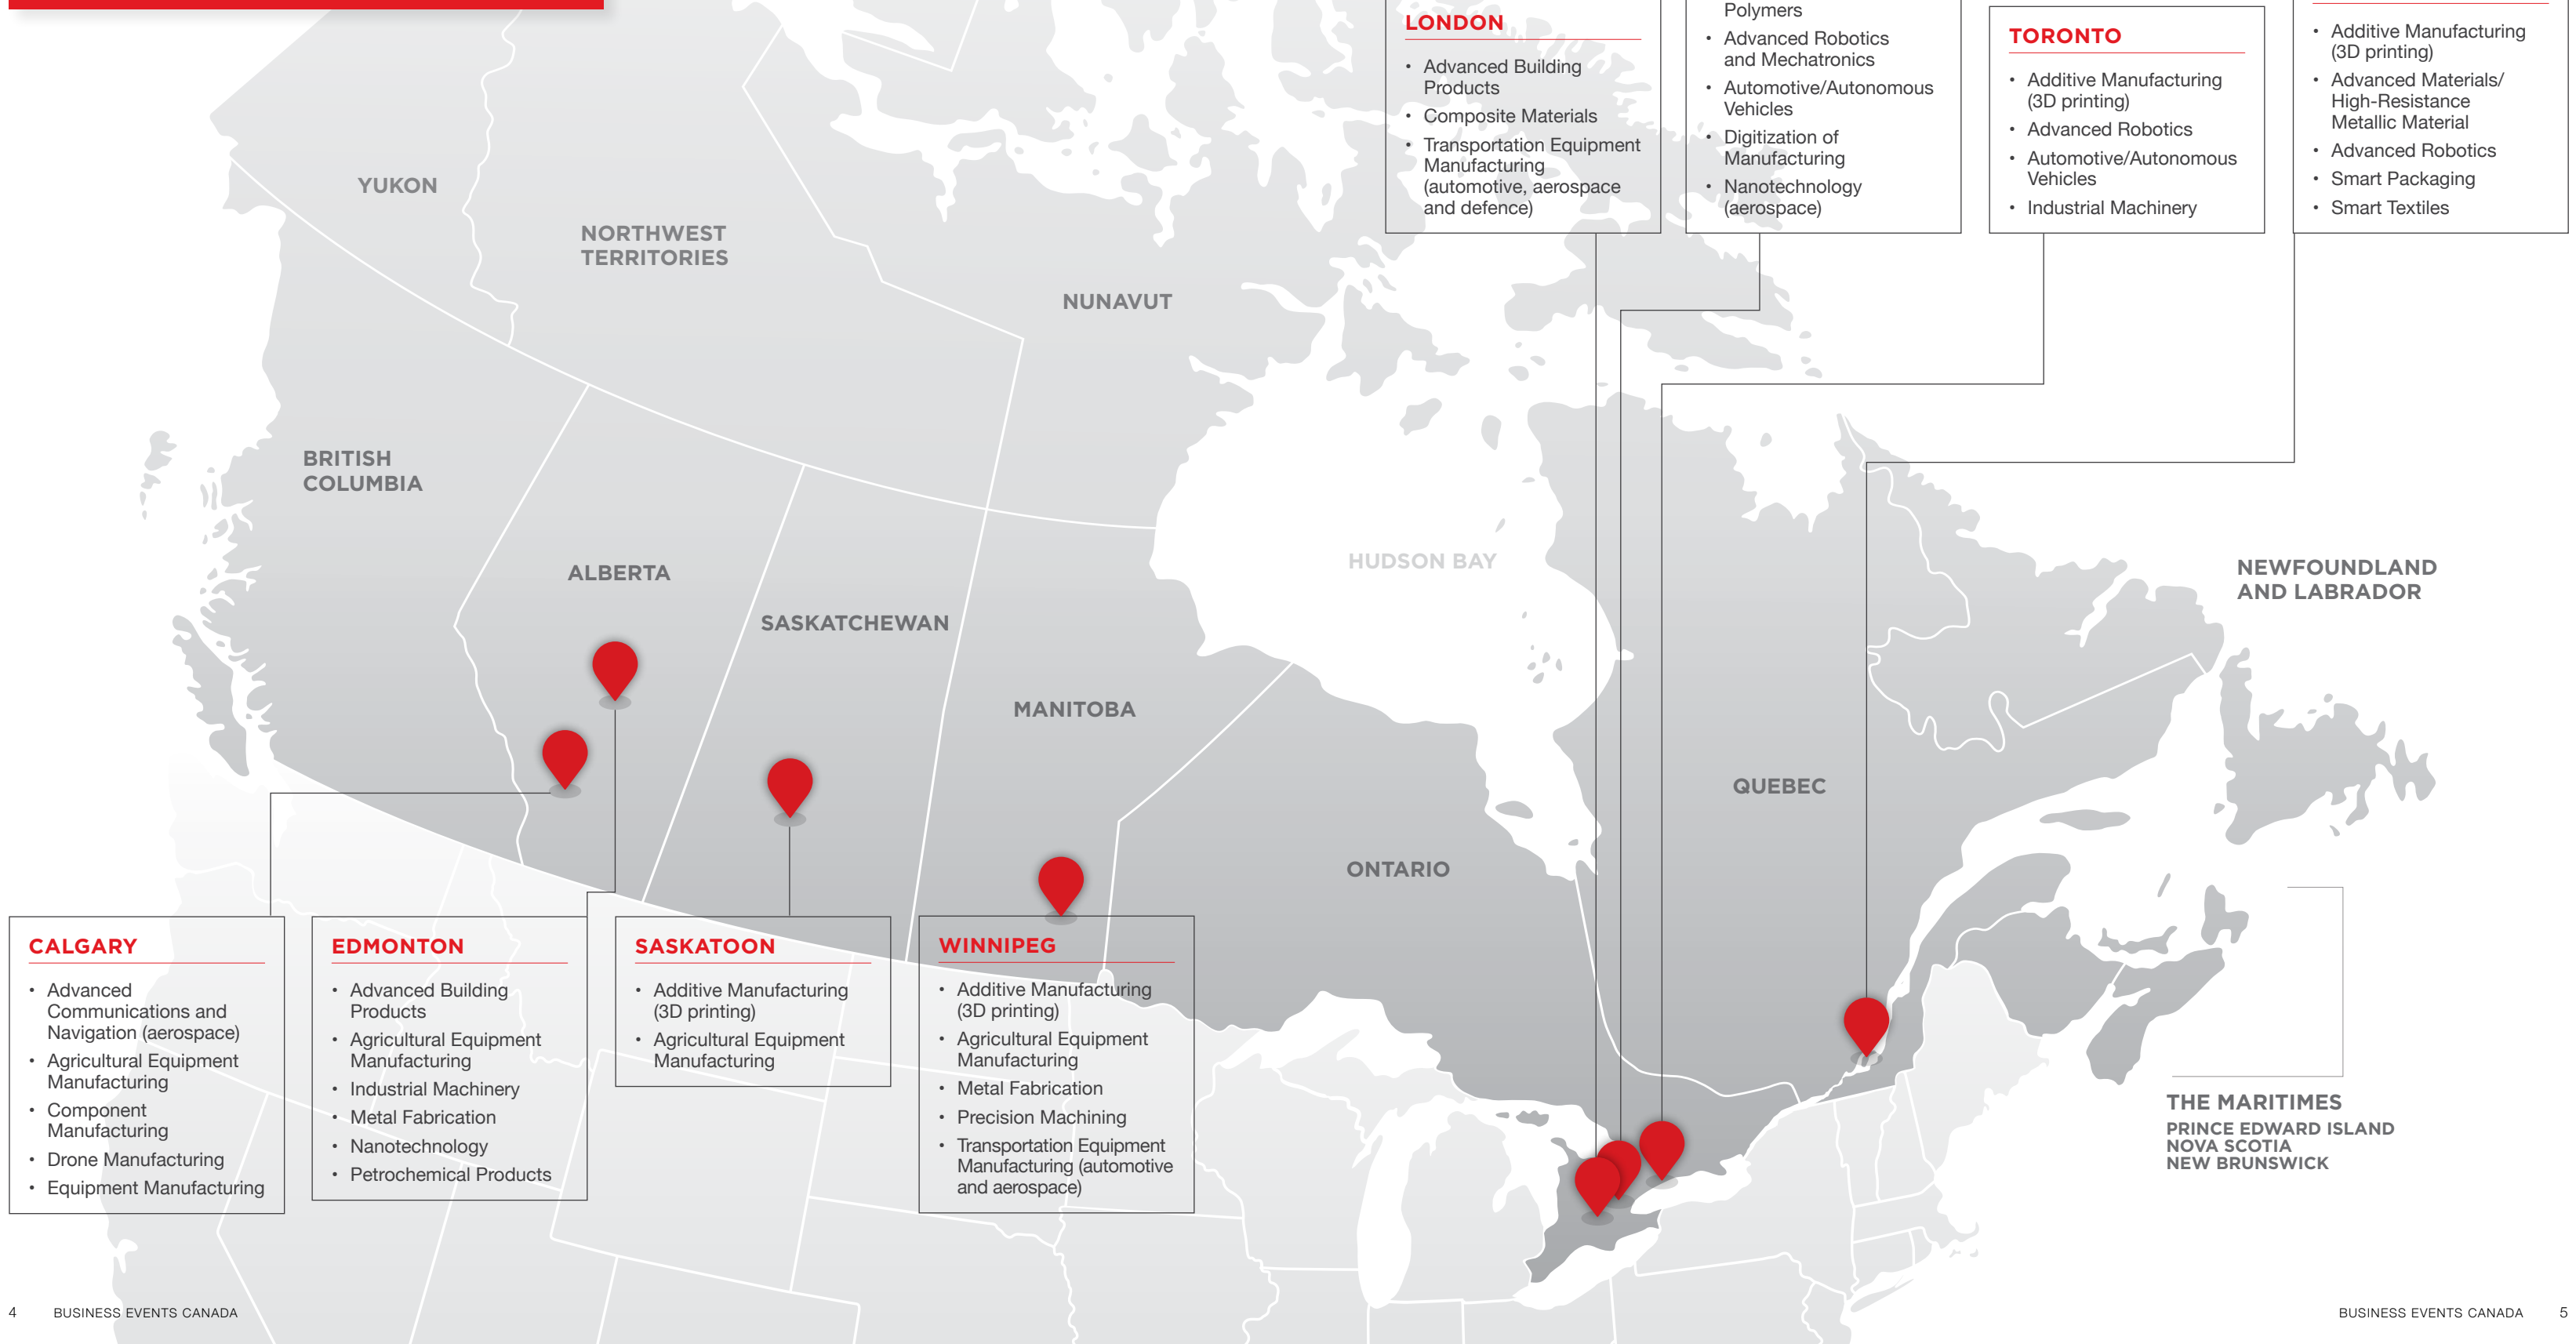 LONDON
• Advanced Building
Products
• Composite Materials
• Transportation Equipment
Manufacturing
(automotive, aerospace
and defence)
Polymers
• Advanced Robotics
and Mechatronics
• Automotive/Autonomous
Vehicles
• Digitization of
Manufacturing
• Nanotechnology
(aerospace)
TORONTO
• Additive Manufacturing
(3D printing)
• Advanced Robotics
• Automotive/Autonomous
Vehicles
• Industrial Machinery
• Additive Manufacturing
(3D printing)
• Advanced Materials/
High-Resistance
Metallic Material
• Advanced Robotics
• Smart Packaging
• Smart Textiles
YUKON
NORTHWEST
TERRITORIES
NUNAVUT
BRITISH
COLUMBIA
ALBERTA
SASKATCHEWAN
MANITOBA
HUDSON BAY
ONTARIO
QUEBEC
NEWFOUNDLAND
AND LABRADOR
THE MARITIMES
PRINCE EDWARD ISLAND
NOVA SCOTIA
NEW BRUNSWICK
CALGARY
• Advanced
Communications and
Navigation (aerospace)
• Agricultural Equipment
Manufacturing
• Component
Manufacturing
• Drone Manufacturing
• Equipment Manufacturing
EDMONTON
• Advanced Building
Products
• Agricultural Equipment
Manufacturing
• Industrial Machinery
• Metal Fabrication
• Nanotechnology
• Petrochemical Products
SASKATOON
• Additive Manufacturing
(3D printing)
• Agricultural Equipment
Manufacturing
WINNIPEG
• Additive Manufacturing
(3D printing)
• Agricultural Equipment
Manufacturing
• Metal Fabrication
• Precision Machining
• Transportation Equipment
Manufacturing (automotive
and aerospace)
4 BUSINESS EVENTS CANADA
BUSINESS EVENTS CANADA 5